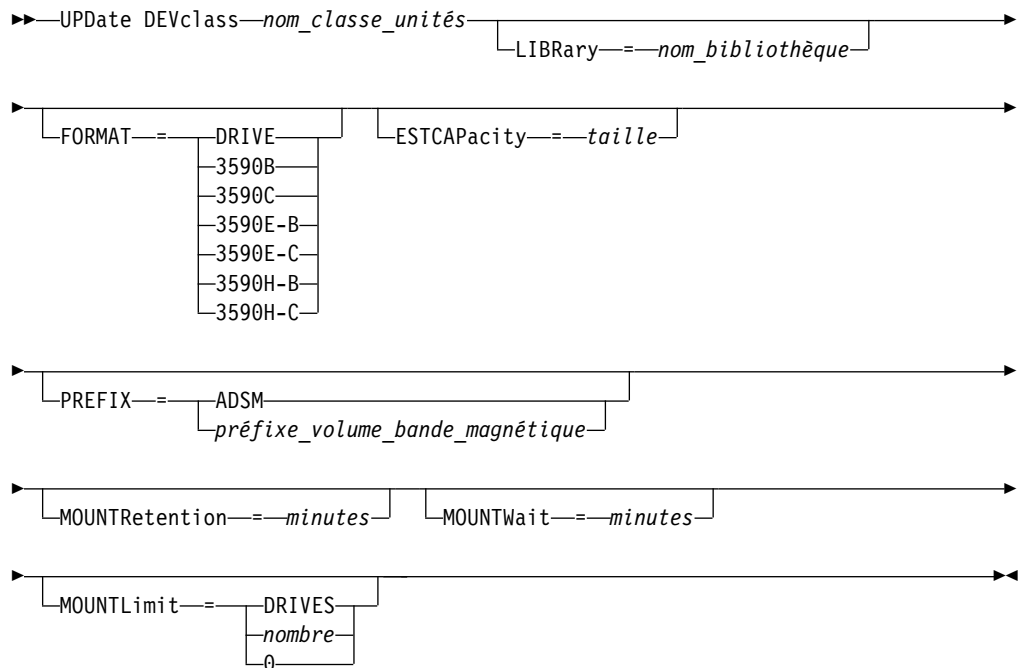 UPDate DEVclass nom_classe_unités
LIBRary = nom_bibliothèque
FORMAT = DRIVE
3590B
3590C
3590E-B
3590E-C
3590H-B
3590H-C
ESTCAPacity = taille
PREFIX = ADSM
préfixe_volume_bande_magnétique
MOUNTRetention = minutes
MOUNTWait = minutes
MOUNTLimit = DRIVES
nombre
0